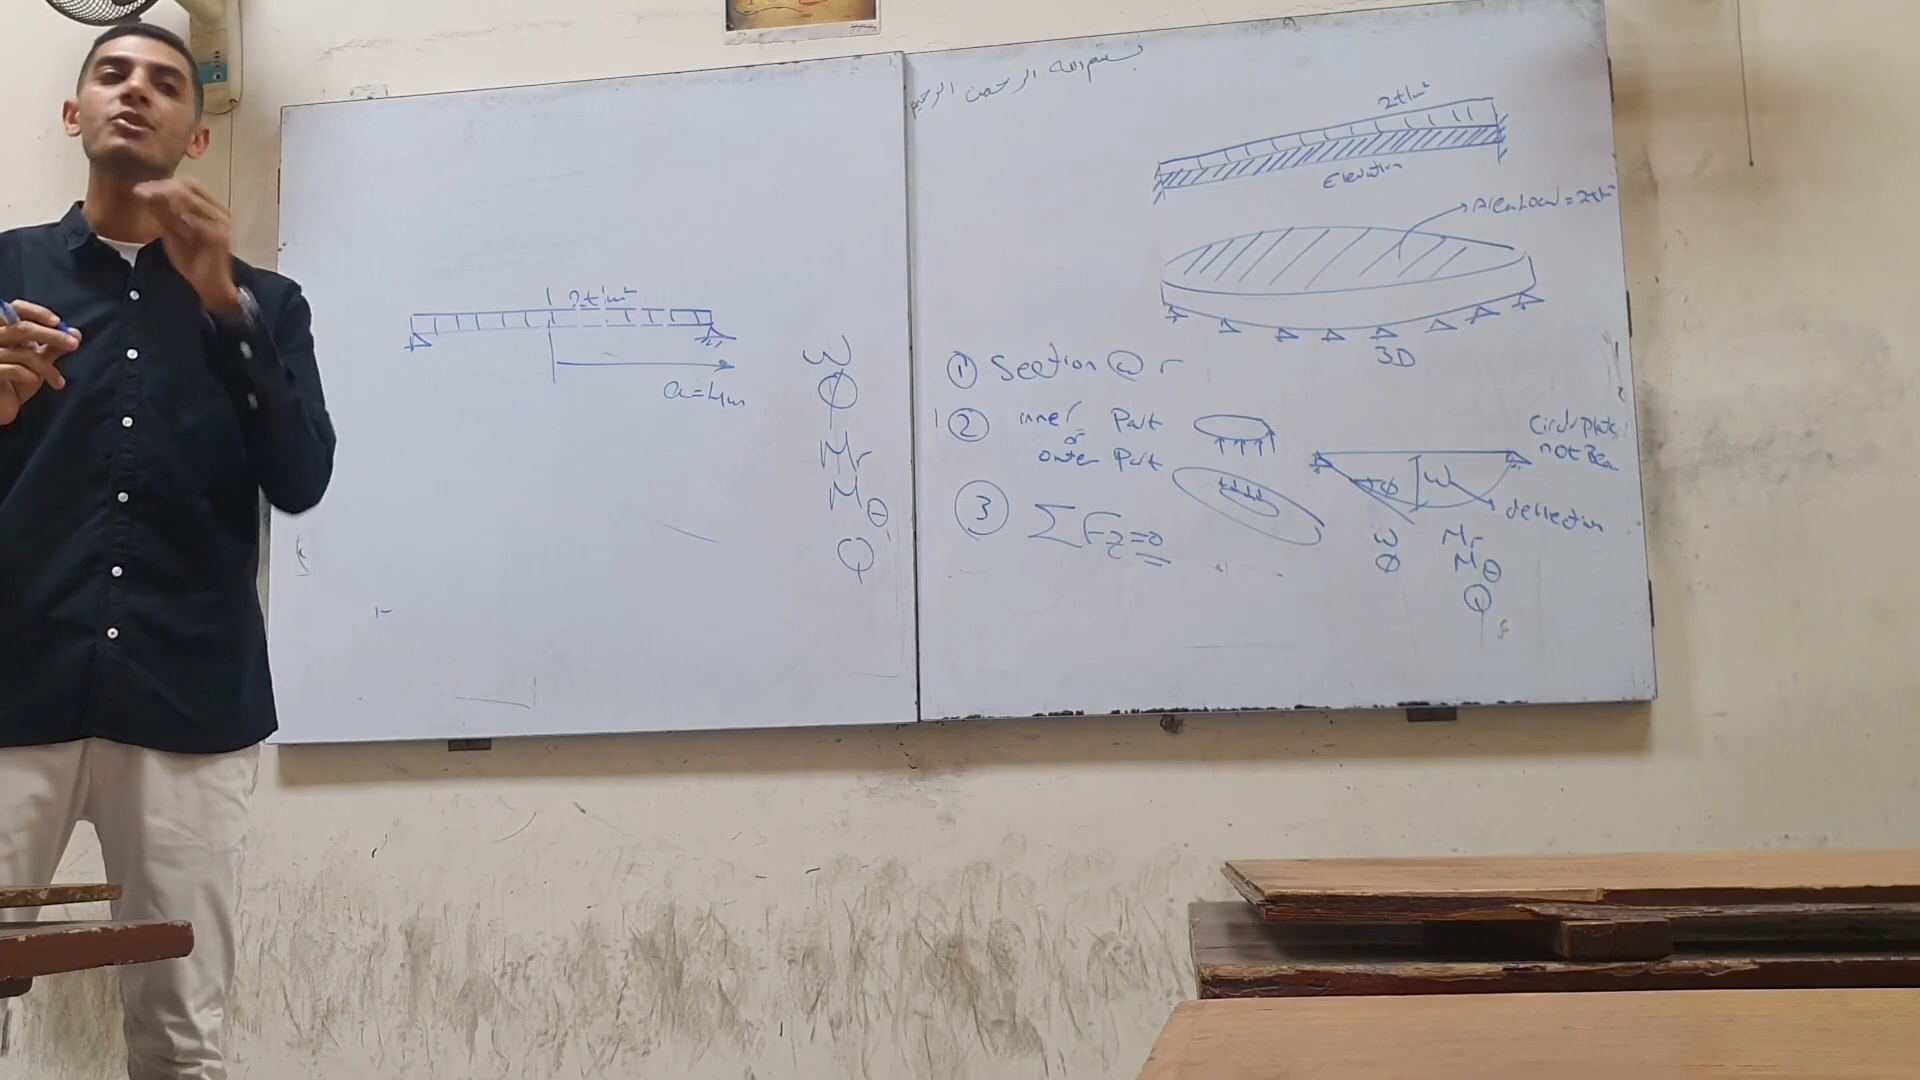 2t/m²
a=4m
ω
ϕ
Mr
Mθ
Q
بسم الله الرحمن الرحيم
2t/m²
Elevation
Area Load = 2t/m²
3D
① Section @ r
② inner Part
or
outer Part
③ ΣFz=0
Circular Plate
not Beam
ϕ
ω
deflection
ω Mr
ϕ Mθ
Q